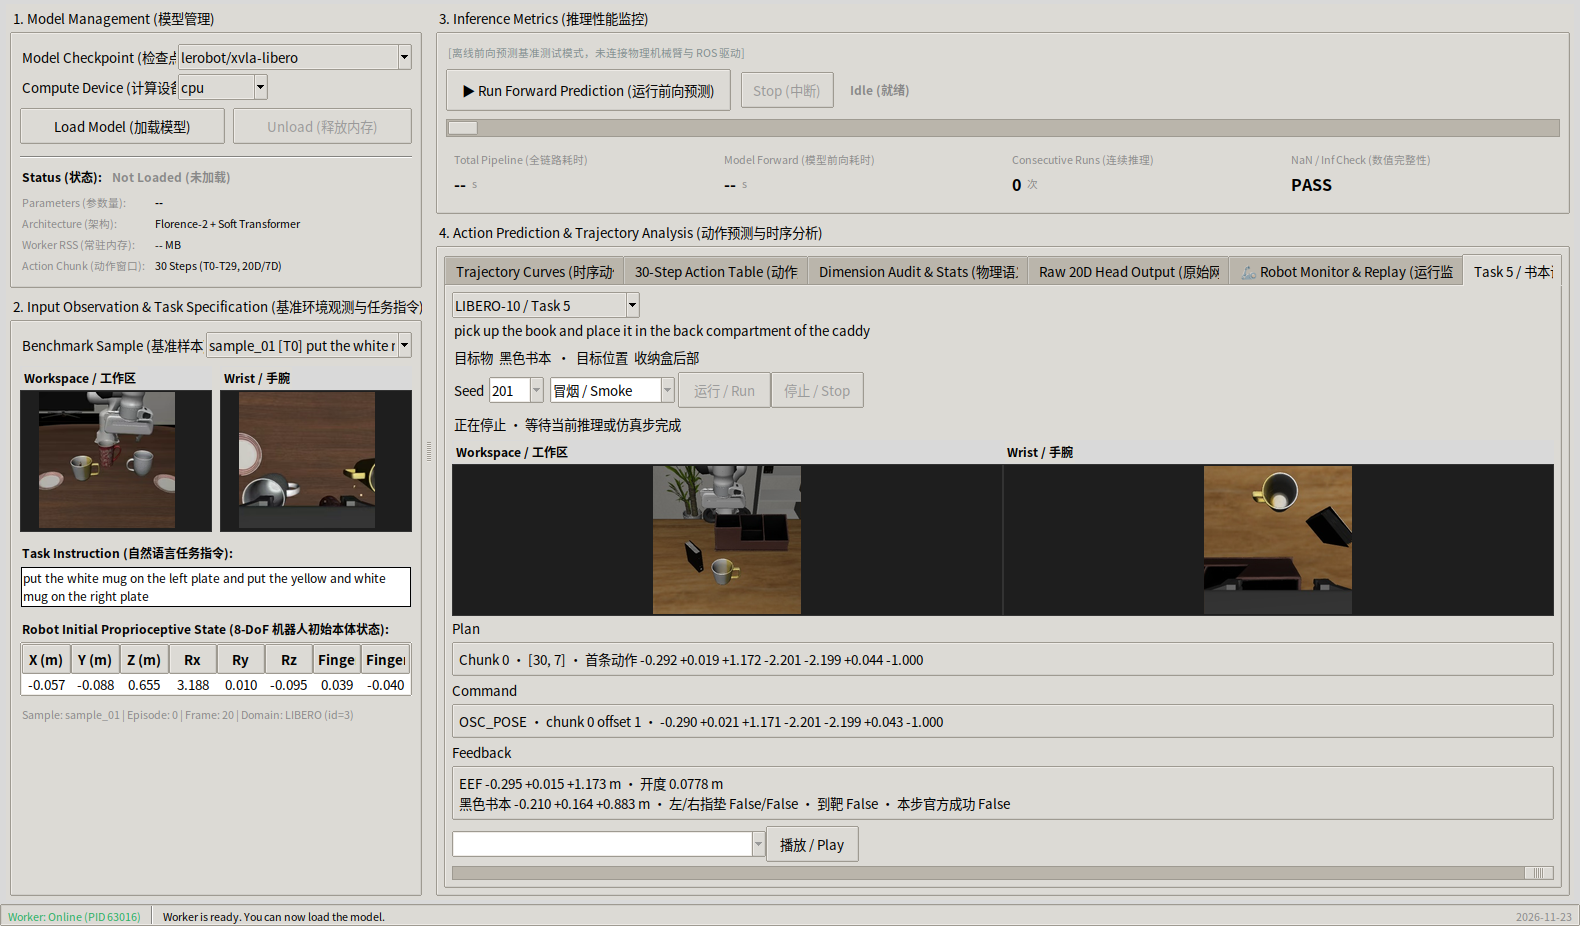 1. Model Management (模型管理)
Model Checkpoint (检查点
lerobot/xvla-libero
Compute Device (计算设备
cpu
Load Model (加载模型)
Unload (释放内存)
Status (状态):
Not Loaded (未加载)
Parameters (参数量):
--
Architecture (架构):
Florence-2 + Soft Transformer
Worker RSS (常驻内存):
-- MB
Action Chunk (动作窗口):
30 Steps (T0-T29, 20D/7D)
2. Input Observation & Task Specification (基准环境观测与任务指令)
Benchmark Sample (基准样本
sample_01 [T0] put the white r
Workspace / 工作区
Wrist / 手腕
Task Instruction (自然语言任务指令):
put the white mug on the left plate and put the yellow and white
mug on the right plate
Robot Initial Proprioceptive State (8-DoF 机器人初始本体状态):
X (m) Y (m) Z (m) Rx Ry Rz Finge Finger
-0.057 -0.088 0.655 3.188 0.010 -0.095 0.039 -0.040
Sample: sample_01 | Episode: 0 | Frame: 20 | Domain: LIBERO (id=3)
3. Inference Metrics (推理性能监控)
[离线前向预测基准测试模式，未连接物理机械臂与 ROS 驱动]
▶ Run Forward Prediction (运行前向预测)
Stop (中断)
Idle (就绪)
Total Pipeline (全链路耗时)
-- s
Model Forward (模型前向耗时)
-- s
Consecutive Runs (连续推理)
0 次
NaN / Inf Check (数值完整性)
PASS
4. Action Prediction & Trajectory Analysis (动作预测与时序分析)
Trajectory Curves (时序动
30-Step Action Table (动作
Dimension Audit & Stats (物理语
Raw 20D Head Output (原始网
🦾 Robot Monitor & Replay (运行监
Task 5 / 书本
LIBERO-10 / Task 5
pick up the book and place it in the back compartment of the caddy
目标物 黑色书本 · 目标位置 收纳盒后部
Seed
201
冒烟 / Smoke
运行 / Run
停止 / Stop
正在停止 · 等待当前推理或仿真步完成
Workspace / 工作区
Wrist / 手腕
Plan
Chunk 0 · [30, 7] · 首条动作 -0.292 +0.019 +1.172 -2.201 -2.199 +0.044 -1.000
Command
OSC_POSE · chunk 0 offset 1 · -0.290 +0.021 +1.171 -2.201 -2.199 +0.043 -1.000
Feedback
EEF -0.295 +0.015 +1.173 m · 开度 0.0778 m
黑色书本 -0.210 +0.164 +0.883 m · 左/右指垫 False/False · 到靶 False · 本步官方成功 False
播放 / Play
Worker: Online (PID 63016)
Worker is ready. You can now load the model.
2026-11-23